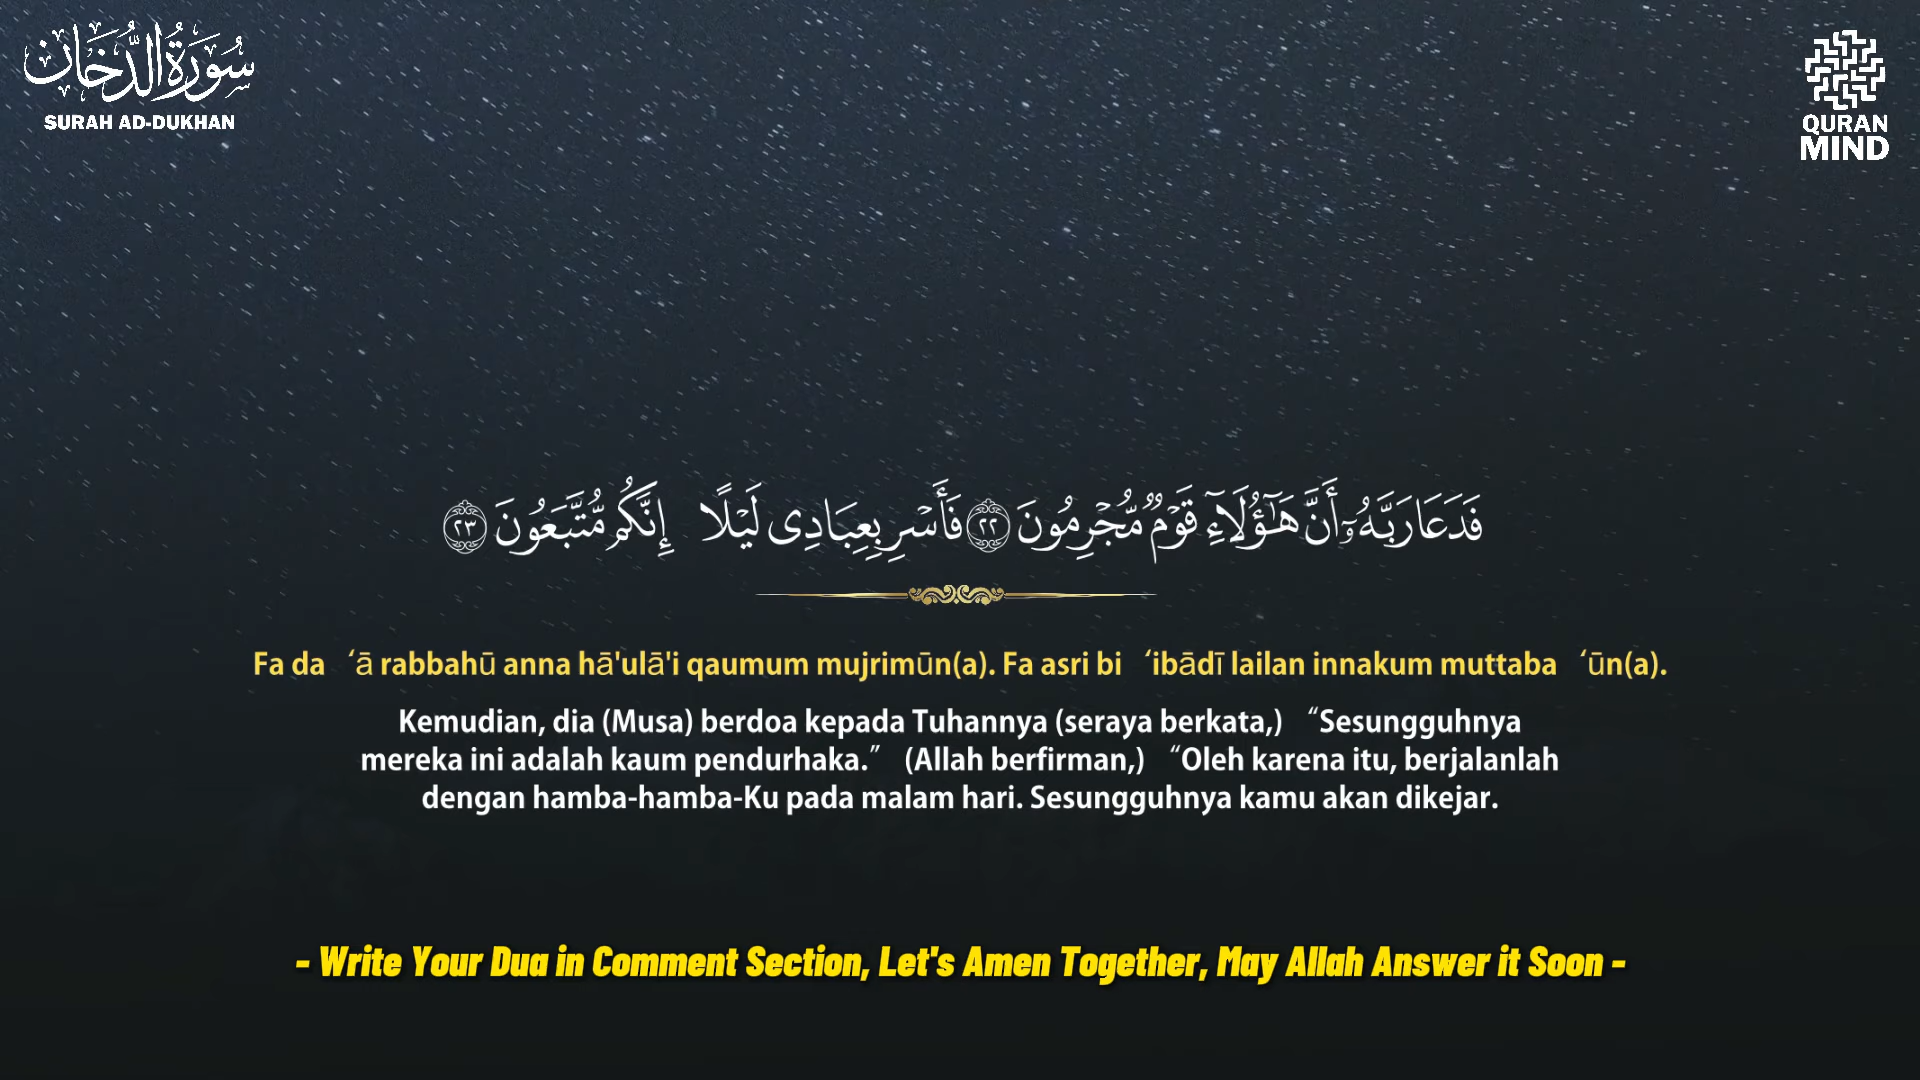 سُورَةُ الدُّخَان
SURAH AD-DUKHAN
QURAN
MIND
فَدَعَا رَبَّهُۥٓ أَنَّ هَٰٓؤُلَآءِ قَوْمٌ مُّجْرِمُونَ ٢٢ فَأَسْرِ بِعِبَادِى لَيْلًا إِنَّكُم مُّتَّبَعُونَ ٢٣
Fa da ‘ā rabbahū anna hā'ulā'i qaumum mujrimūn(a). Fa asri bi ‘ibādī lailan innakum muttaba ‘ūn(a).
Kemudian, dia (Musa) berdoa kepada Tuhannya (seraya berkata,) “Sesungguhnya
mereka ini adalah kaum pendurhaka.” (Allah berfirman,) “Oleh karena itu, berjalanlah
dengan hamba-hamba-Ku pada malam hari. Sesungguhnya kamu akan dikejar.
- Write Your Dua in Comment Section, Let's Amen Together, May Allah Answer it Soon -